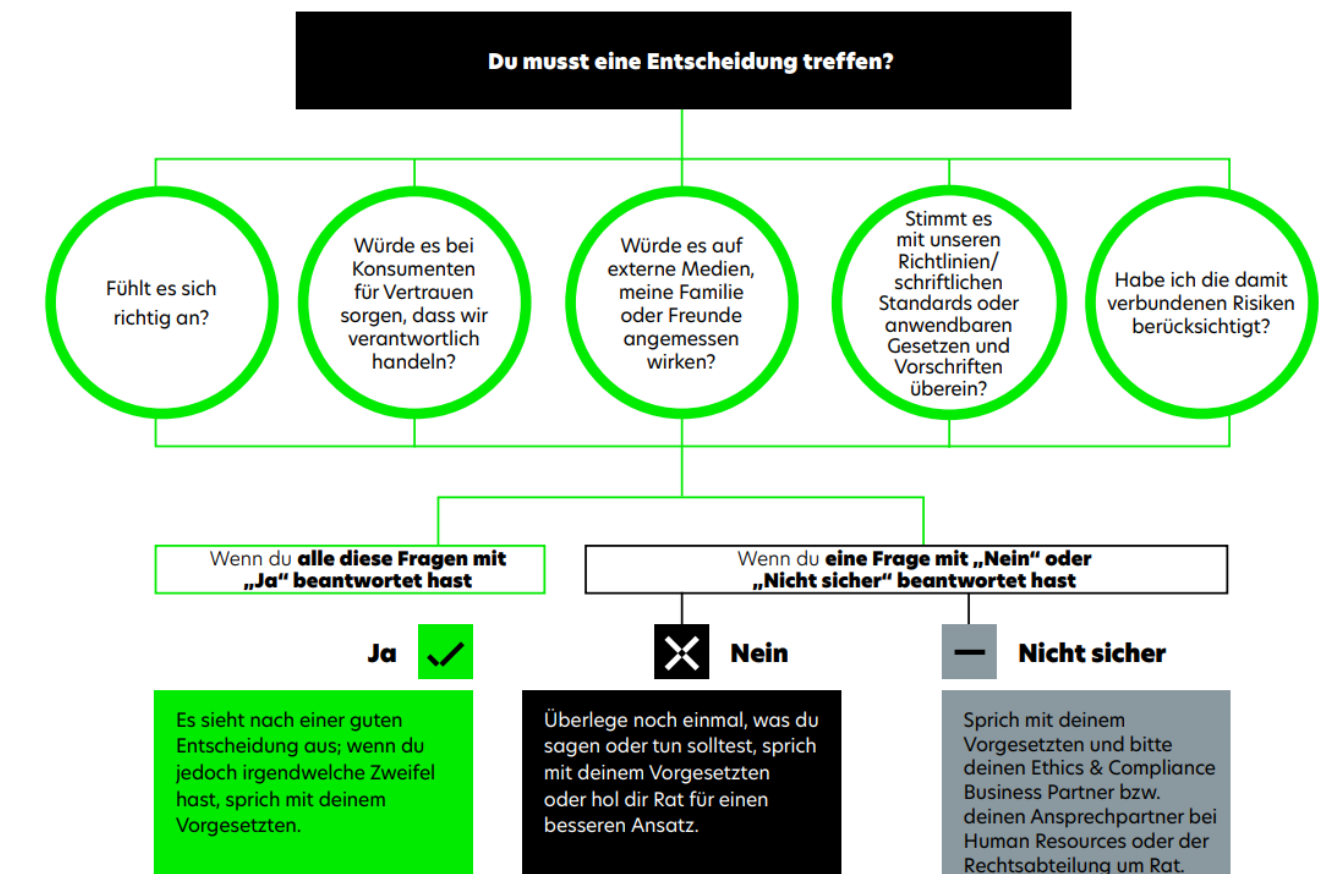 Du musst eine Entscheidung treffen?
Fühlt es sich
richtig an?
Würde es bei
Konsumenten
für Vertrauen
sorgen, dass wir
verantwortlich
handeln?
Würde es auf
externe Medien,
meine Familie
oder Freunde
angemessen
wirken?
Stimmt es
mit unseren
Richtlinien/
schriftlichen
Standards oder
anwendbaren
Gesetzen und
Vorschriften
überein?
Habe ich die damit
verbundenen Risiken
berücksichtigt?
Wenn du alle diese Fragen mit
„Ja“ beantwortet hast
Wenn du eine Frage mit „Nein“ oder
„Nicht sicher“ beantwortet hast
Ja
Es sieht nach einer guten
Entscheidung aus; wenn du
jedoch irgendwelche Zweifel
hast, sprich mit deinem
Vorgesetzten.
Nein
Überlege noch einmal, was du
sagen oder tun solltest, sprich
mit deinem Vorgesetzten
oder hol dir Rat für einen
besseren Ansatz.
Nicht sicher
Sprich mit deinem
Vorgesetzten und bitte
deinen Ethics & Compliance
Business Partner bzw.
deinen Ansprechpartner bei
Human Resources oder der
Rechtsabteilung um Rat.